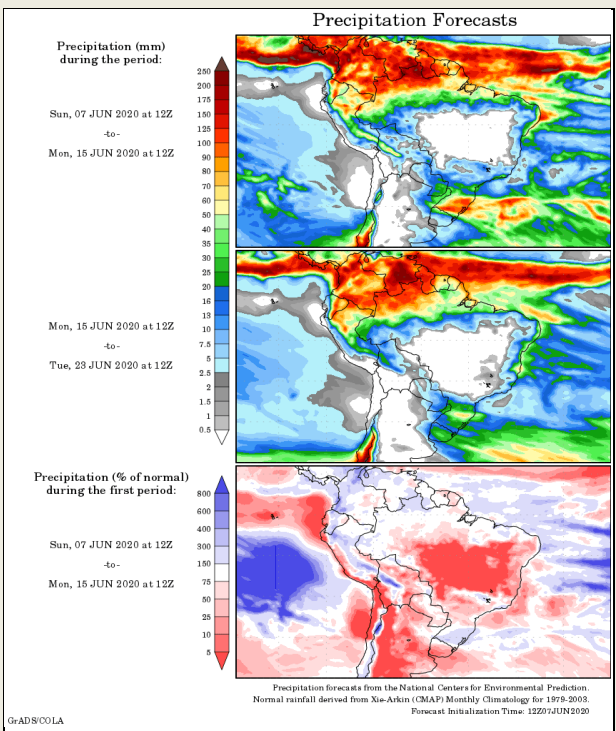 Precipitation Forecasts
Precipitation (mm)
during the period:
Sun, 07 JUN 2020 at 12Z
-to-
Mon, 15 JUN 2020 at 12Z
250
200
175
150
125
100
90
80
70
60
50
40
35
30
25
20
16
13
10
7.5
5
2.5
2
1.5
1
0.5
Mon, 15 JUN 2020 at 12Z
-to-
Tue, 23 JUN 2020 at 12Z
Precipitation (% of normal)
during the first period:
Sun, 07 JUN 2020 at 12Z
-to-
Mon, 15 JUN 2020 at 12Z
800
600
400
300
150
75
50
25
10
5
Precipitation forecasts from the National Centers for Environmental Prediction.
Normal rainfall derived from Xie-Arkin (CMAP) Monthly Climatology for 1979-2003.
Forecast Initialization Time: 12Z07JUN2020
GrADS/COLA